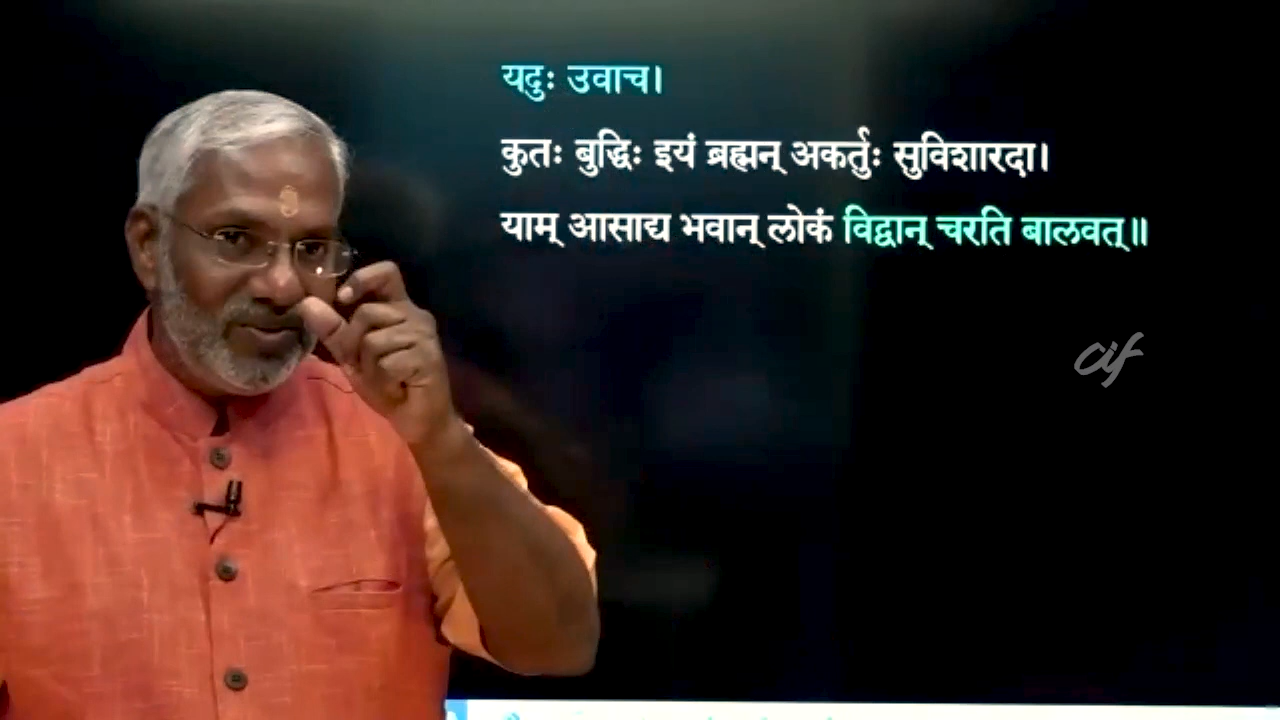 यदुः उवाच।
कुतः बुद्धिः इयं ब्रह्मन् अकर्तुः सुविशारदा।
याम् आसाद्य भवान् लोकं विद्वान् चरति बालवत्॥
cif